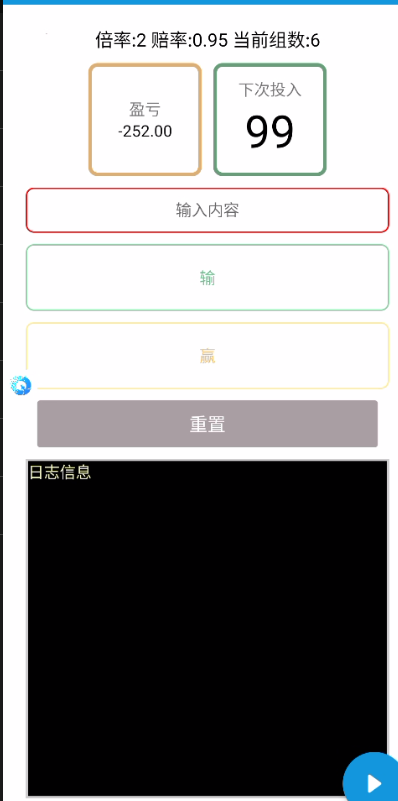 倍率:2 赔率:0.95 当前组数:6
盈亏
-252.00
下次投入
99
输入内容
输
赢
重置
日志信息